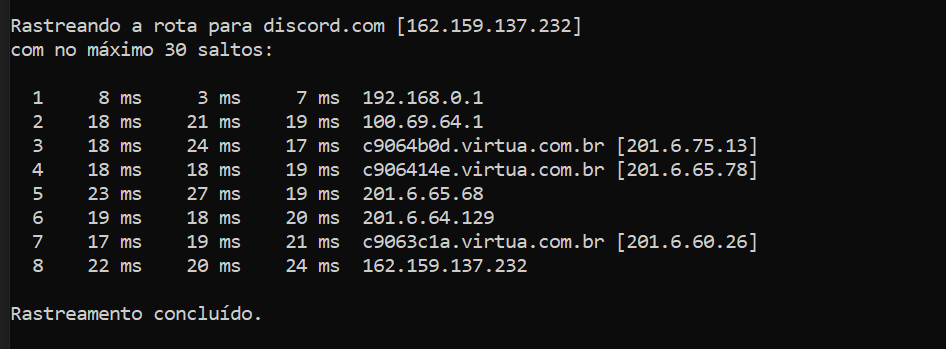 Rastreando a rota para discord.com [162.159.137.232]
com no máximo 30 saltos:
1 8 ms 3 ms 7 ms 192.168.0.1
2 18 ms 21 ms 19 ms 100.69.64.1
3 18 ms 24 ms 17 ms c9064b0d.virtua.com.br [201.6.75.13]
4 18 ms 18 ms 19 ms c906414e.virtua.com.br [201.6.65.78]
5 23 ms 27 ms 19 ms 201.6.65.68
6 19 ms 18 ms 20 ms 201.6.64.129
7 17 ms 19 ms 21 ms c9063c1a.virtua.com.br [201.6.60.26]
8 22 ms 20 ms 24 ms 162.159.137.232
Rastreamento concluído.